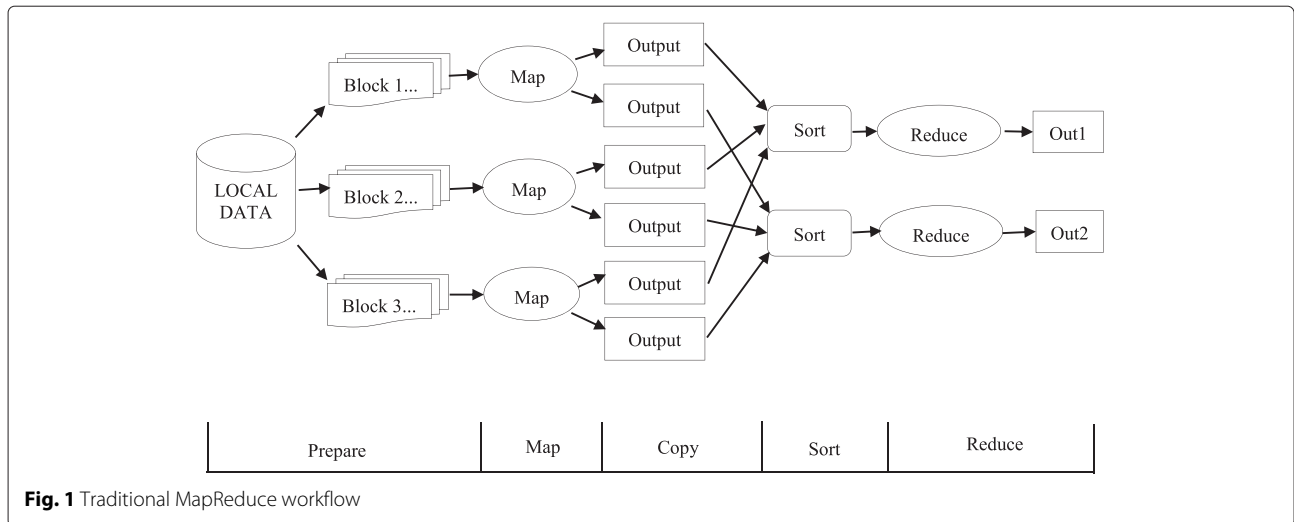 Output
Block 1...
Map
Output
Sort
Reduce
Out1
Output
LOCAL
DATA
Block 2...
Map
Output
Sort
Reduce
Out2
Output
Block 3...
Map
Output
Prepare
Map
Copy
Sort
Reduce
Fig. 1 Traditional MapReduce workflow